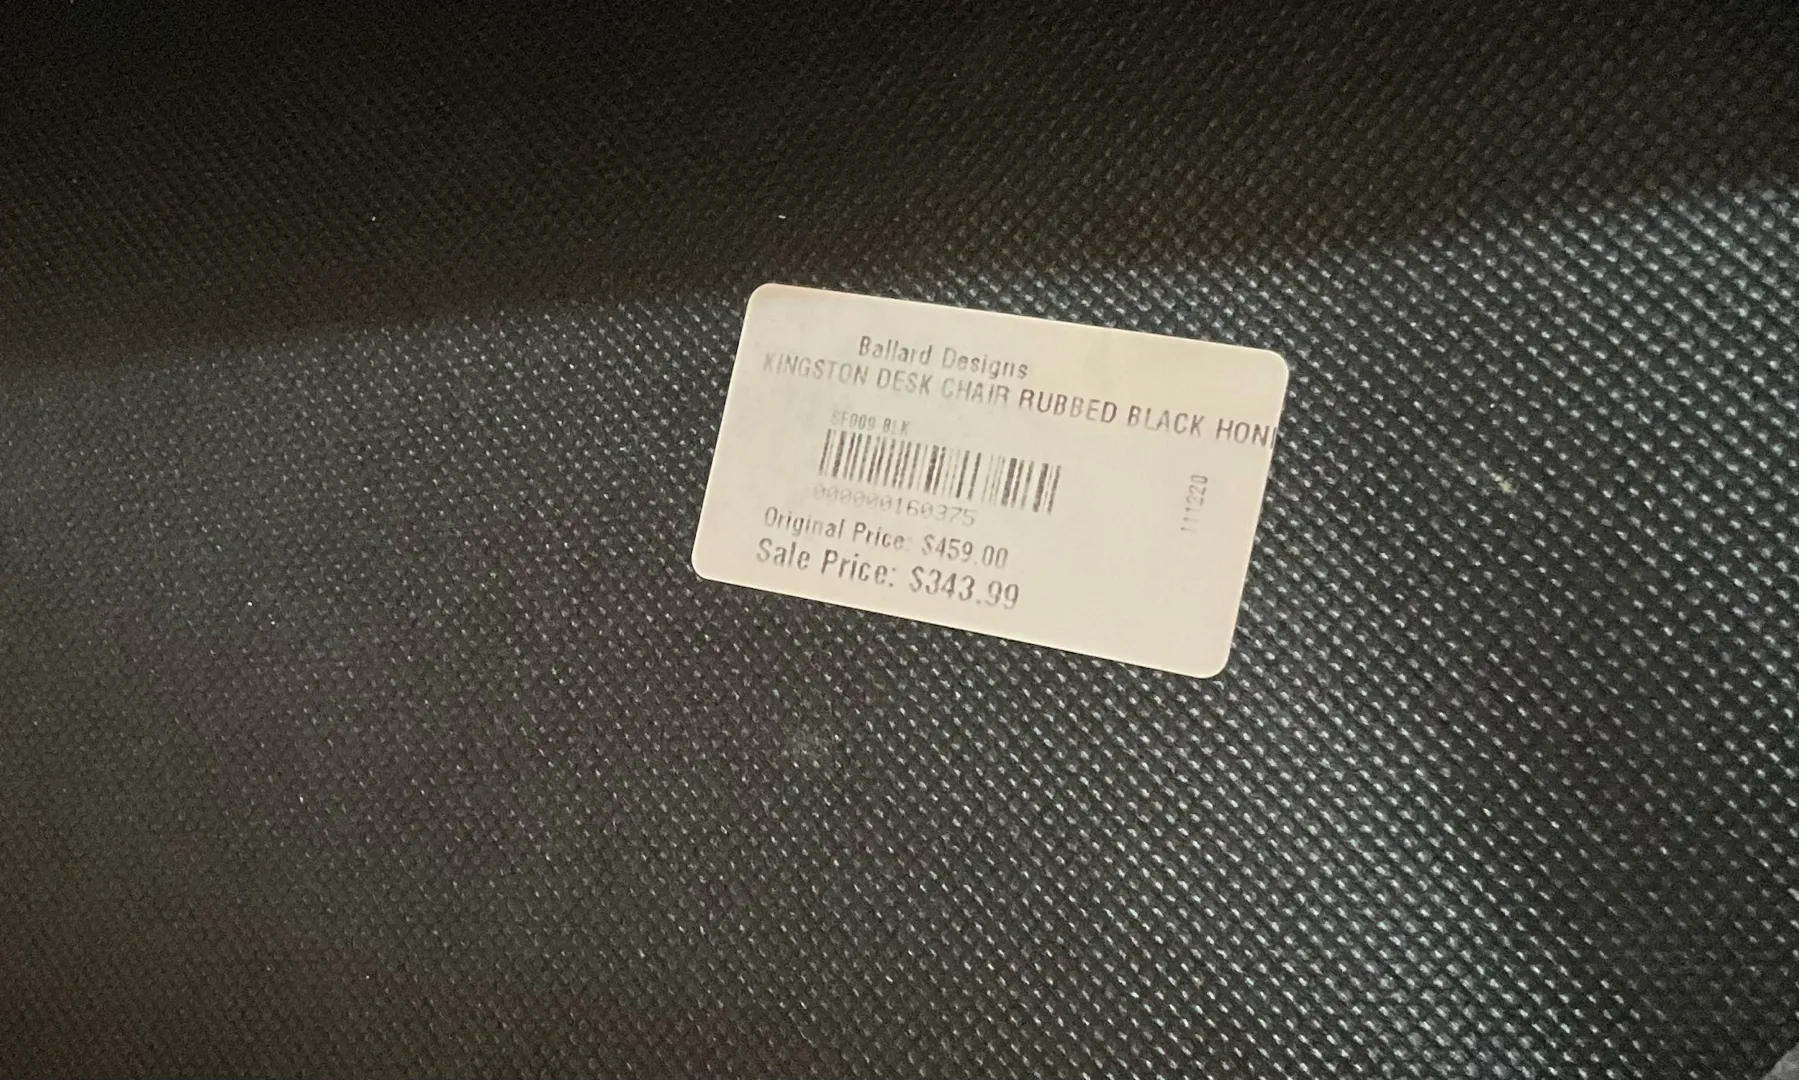 Ballard Designs
KINGSTON DESK CHAIR RUBBED BLACK HON
SF009 BLK
000000160375
111220
Original Price: $459.00
Sale Price: $343.99